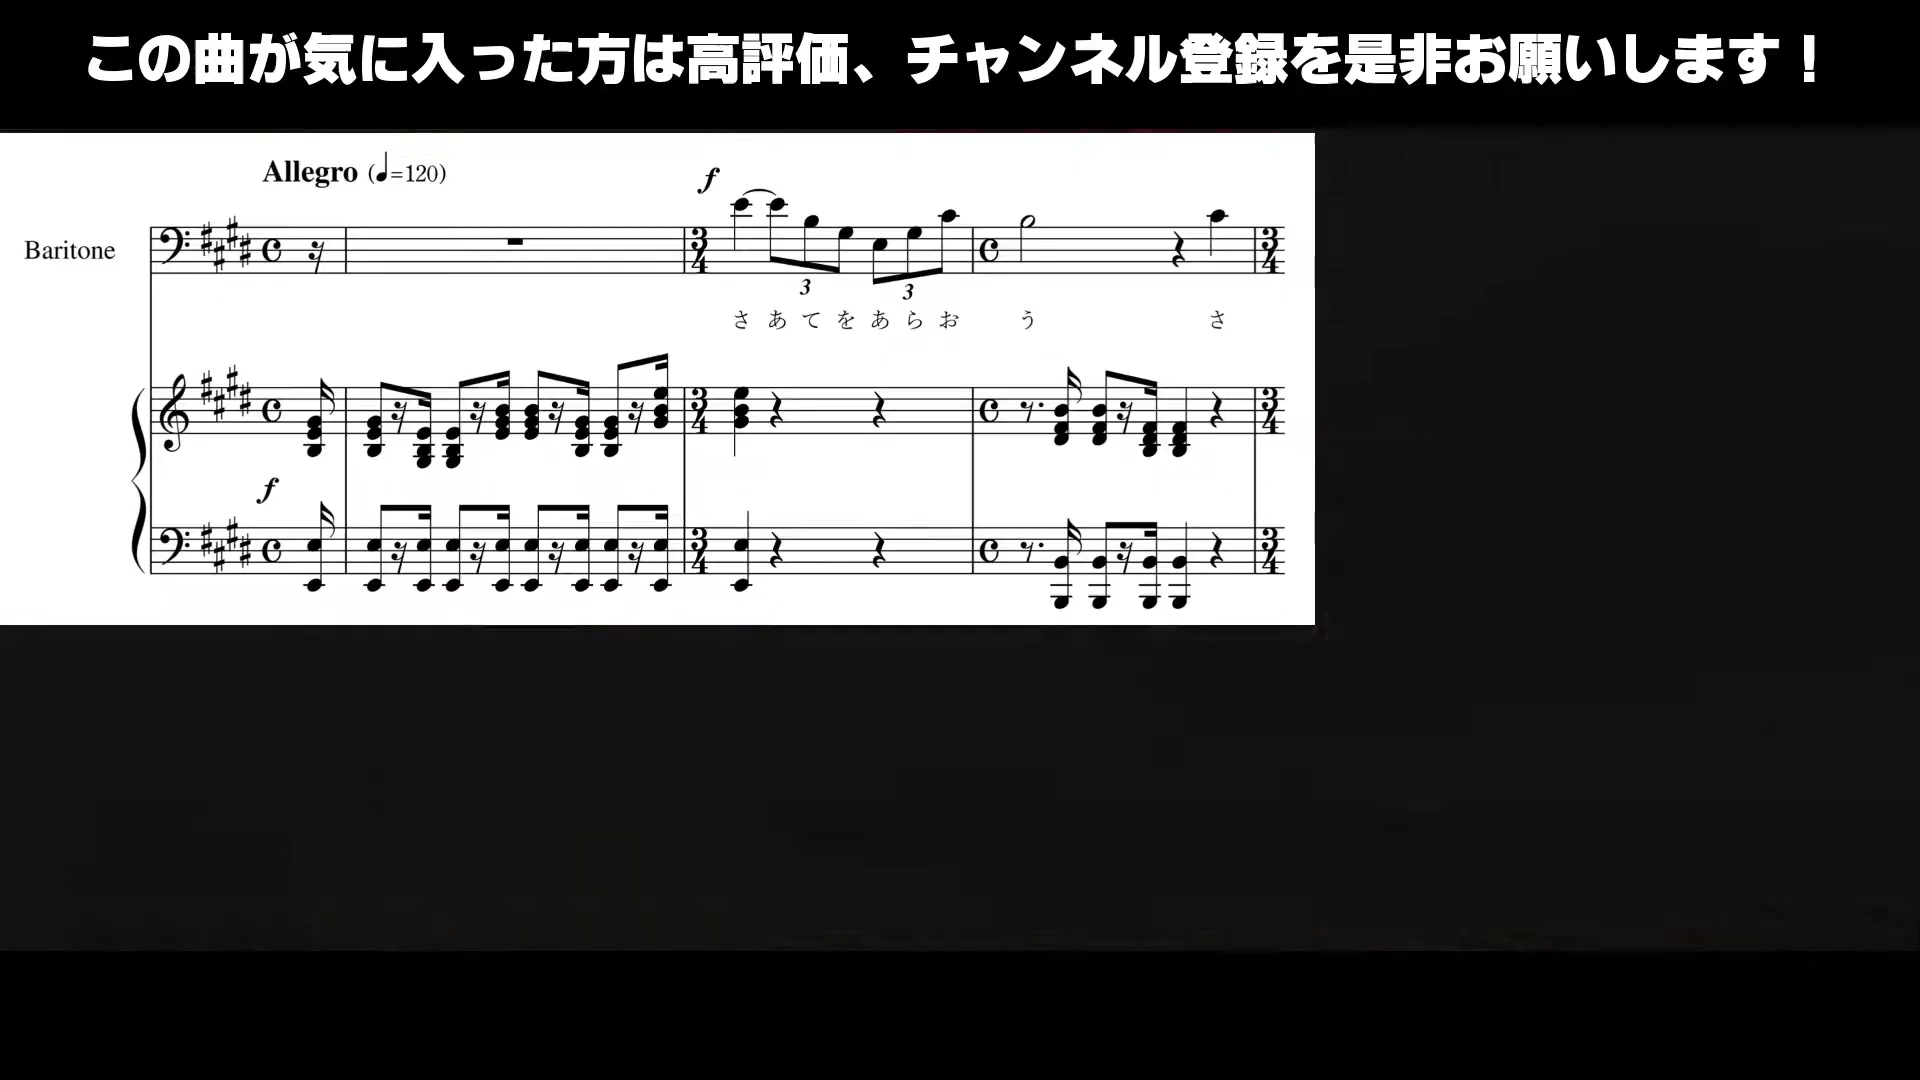 この曲が気に入った方は高評価、チャンネル登録を是非お願いします！
Allegro (♩=120)
f
Baritone
3 3
さ あ て を あ ら お う さ
f